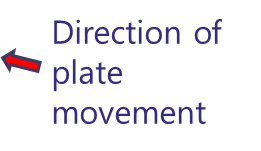 Direction of
plate
movement